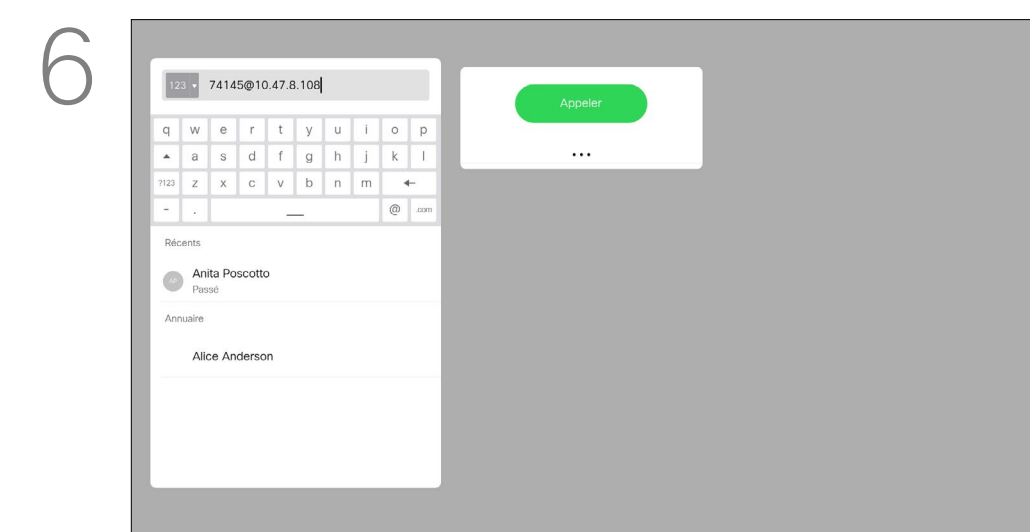 6
123 74145@10.47.8.108
q w e r t y u i o p
a s d f g h j k l
?123 z x c v b n m
- . @ .com
Récents
AP Anita Poscotto
Passé
Annuaire
Alice Anderson
Appeler
...